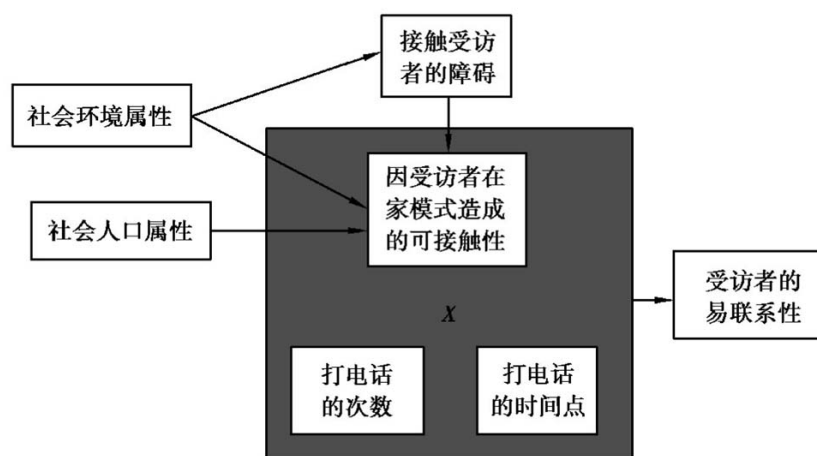 接触受访
者的障碍
社会环境属性
因受访者在
家模式造成
的可接触性
社会人口属性
受访者的
易联系性
X
打电话
的次数
打电话
的时间点